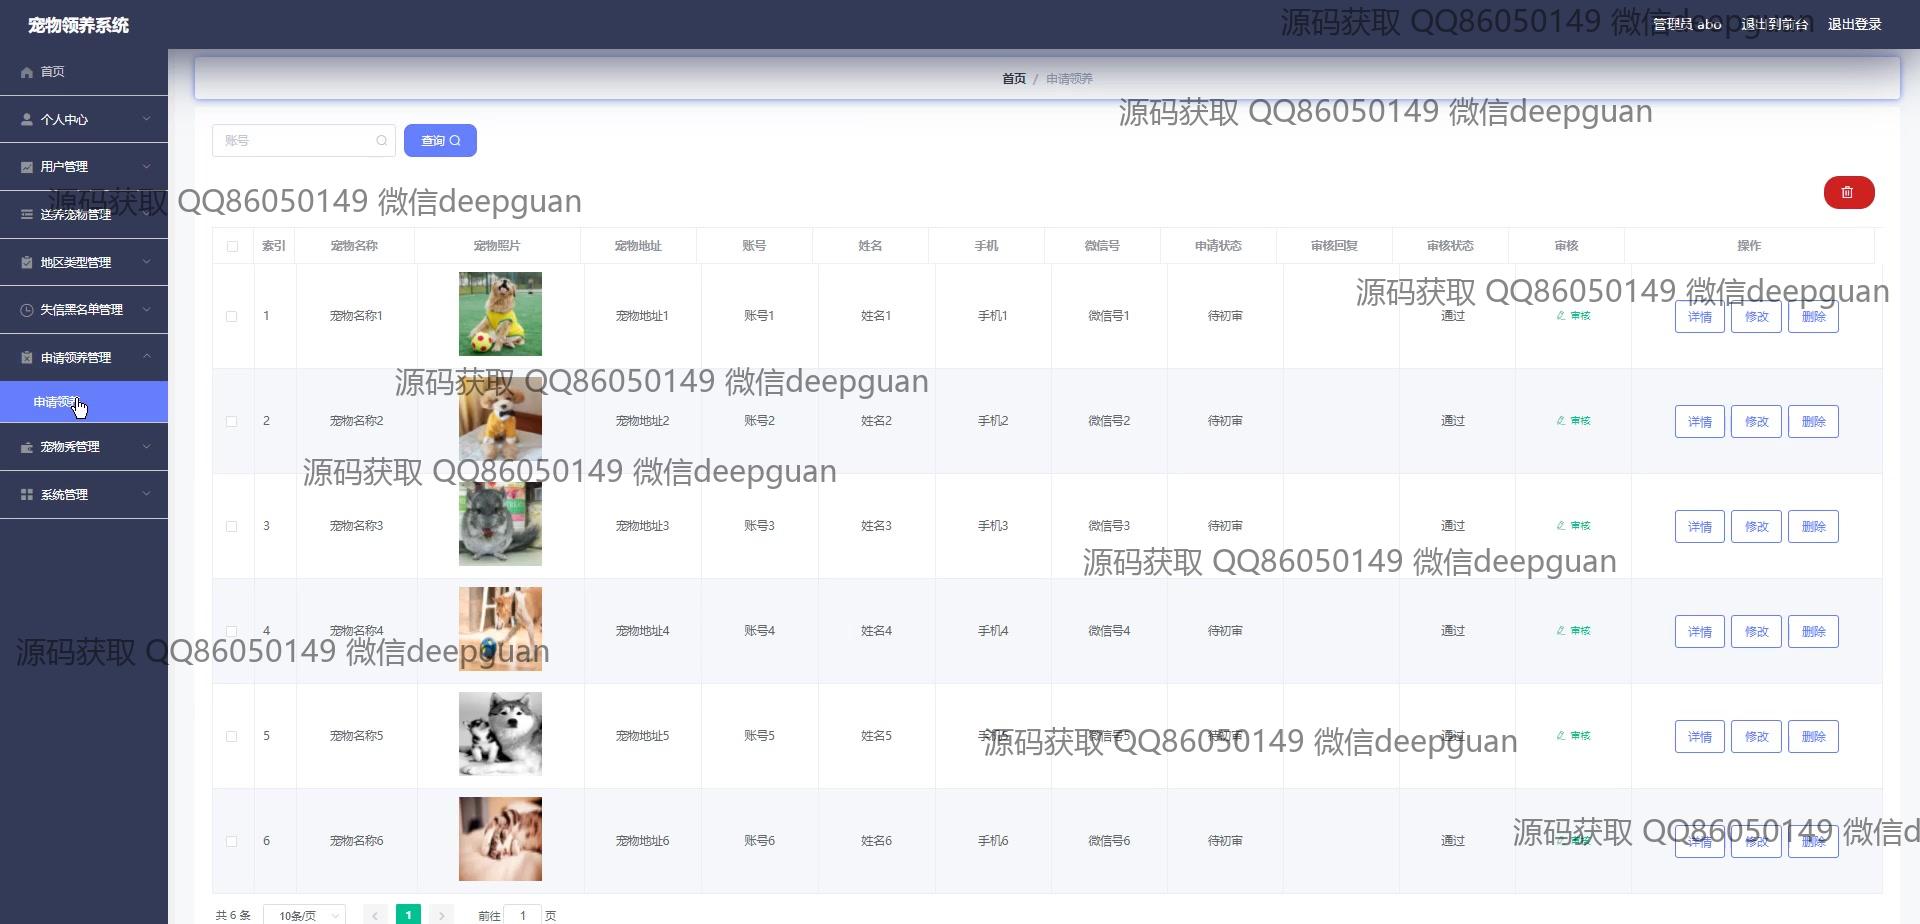 宠物领养系统
源码获取 QQ86050149 微信deepguan
管理员 abo 退出到前台 退出登录
首页
个人中心
用户管理
送养宠物管理
地区类型管理
失信黑名单管理
申请领养管理
申请领养
宠物秀管理
系统管理
首页 / 申请领养
源码获取 QQ86050149 微信deepguan
账号 查询
源码获取 QQ86050149 微信deepguan
索引 宠物名称 宠物照片 宠物地址 账号 姓名 手机 微信号 申请状态 审核回复 审核状态 审核 操作
源码获取 QQ86050149 微信deepguan
1 宠物名称1 宠物地址1 账号1 姓名1 手机1 微信号1 待初审 通过 审核 详情 修改 删除
源码获取 QQ86050149 微信deepguan
2 宠物名称2 宠物地址2 账号2 姓名2 手机2 微信号2 待初审 通过 审核 详情 修改 删除
源码获取 QQ86050149 微信deepguan
3 宠物名称3 宠物地址3 账号3 姓名3 手机3 微信号3 待初审 通过 审核 详情 修改 删除
源码获取 QQ86050149 微信deepguan
4 宠物名称4 宠物地址4 账号4 姓名4 手机4 微信号4 待初审 通过 审核 详情 修改 删除
源码获取 QQ86050149 微信deepguan
5 宠物名称5 宠物地址5 账号5 姓名5 手机5 微信号5 待初审 通过 审核 详情 修改 删除
源码获取 QQ86050149 微信deepguan
6 宠物名称6 宠物地址6 账号6 姓名6 手机6 微信号6 待初审 通过 审核 详情 修改 删除
源码获取 QQ86050149 微信d
共 6 条 10条/页 1 前往 1 页